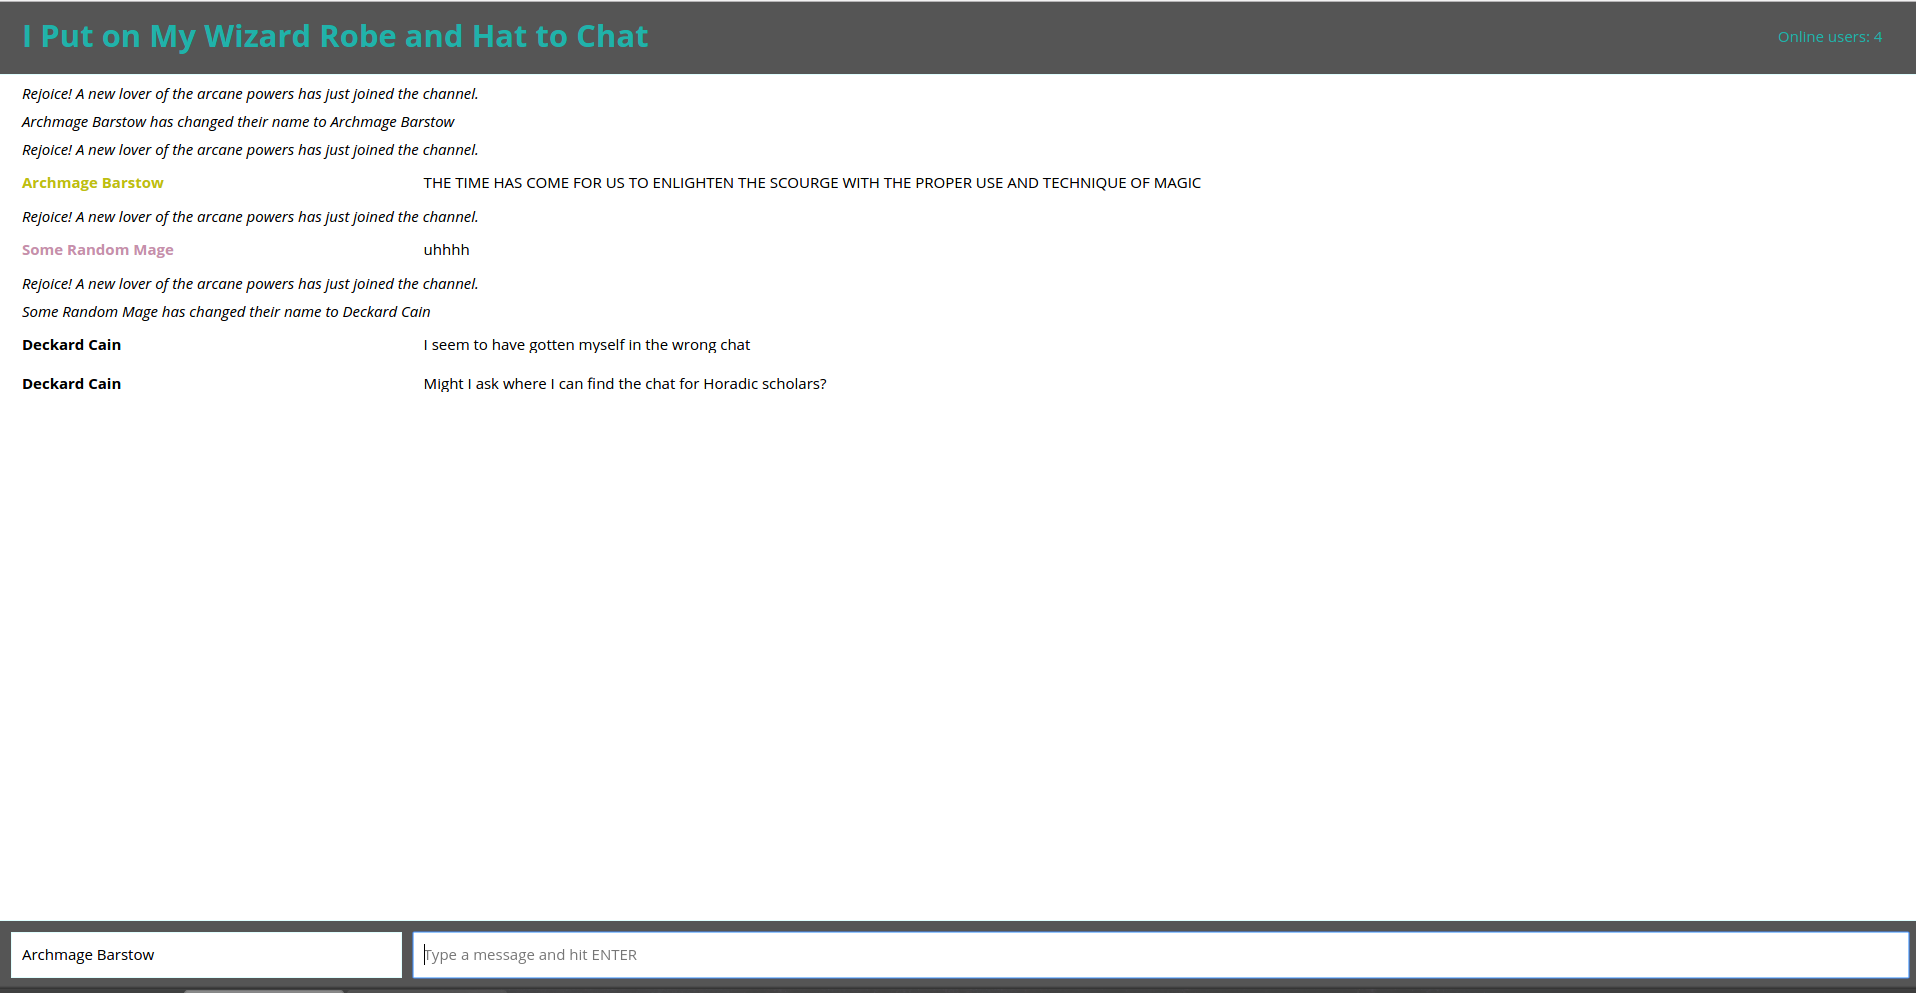 I Put on My Wizard Robe and Hat to Chat
Online users: 4
Rejoice! A new lover of the arcane powers has just joined the channel.
Archmage Barstow has changed their name to Archmage Barstow
Rejoice! A new lover of the arcane powers has just joined the channel.
Archmage Barstow THE TIME HAS COME FOR US TO ENLIGHTEN THE SCOURGE WITH THE PROPER USE AND TECHNIQUE OF MAGIC
Rejoice! A new lover of the arcane powers has just joined the channel.
Some Random Mage uhhhh
Rejoice! A new lover of the arcane powers has just joined the channel.
Some Random Mage has changed their name to Deckard Cain
Deckard Cain I seem to have gotten myself in the wrong chat
Deckard Cain Might I ask where I can find the chat for Horadic scholars?
Archmage Barstow
Type a message and hit ENTER